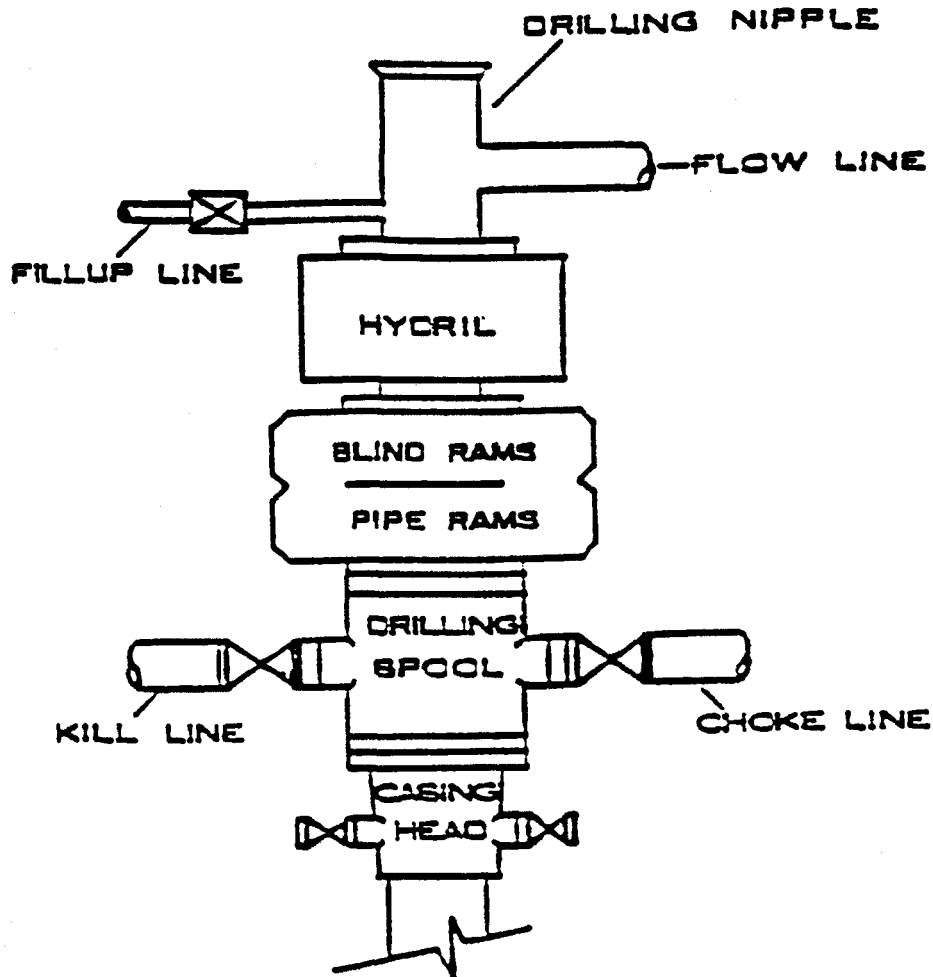 DRILLING NIPPLE
FLOW LINE
FILLUP LINE
HYDRIL
BLIND RAMS
PIPE RAMS
DRILLING
SPOOL
KILL LINE
CHOKE LINE
CASING
HEAD